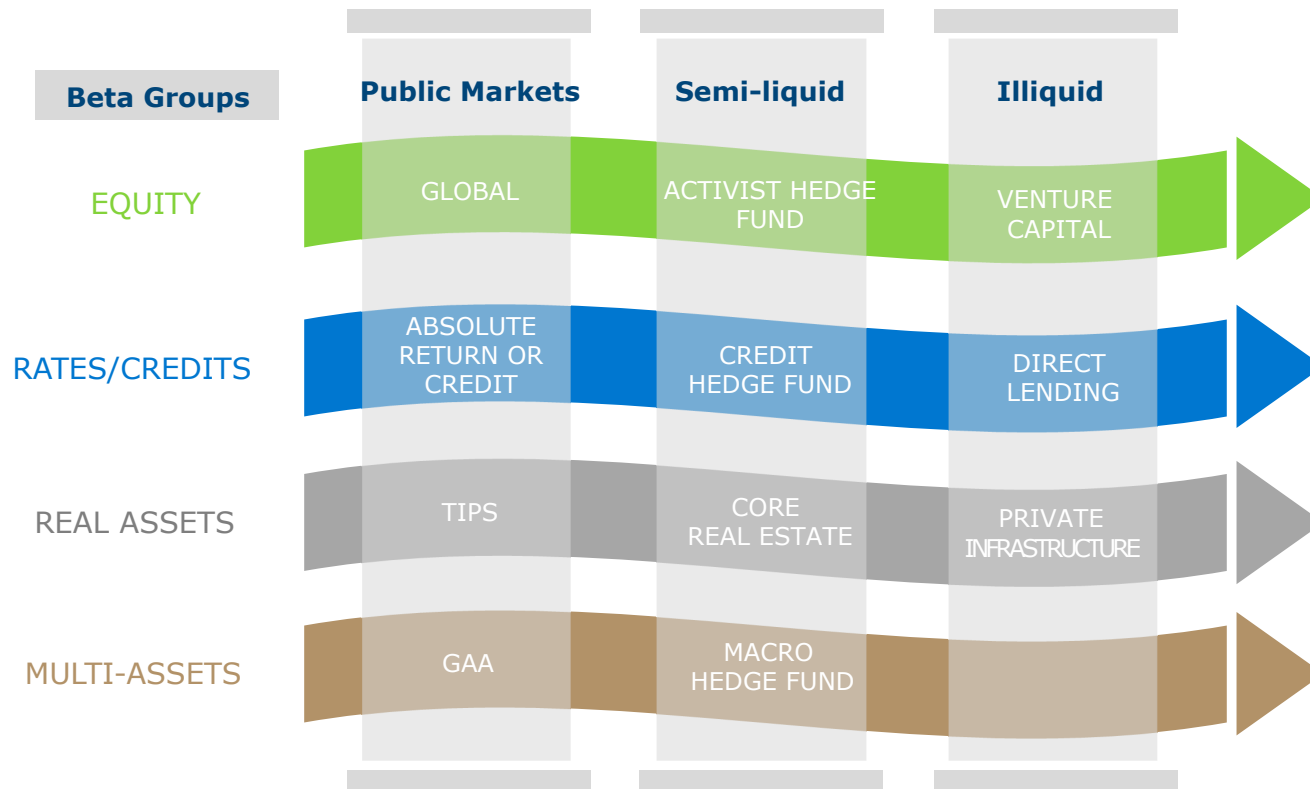 Beta Groups
Public Markets
Semi-liquid
Illiquid
EQUITY
GLOBAL
ACTIVIST HEDGE
FUND
VENTURE
CAPITAL
RATES/CREDITS
ABSOLUTE
RETURN OR
CREDIT
CREDIT
HEDGE FUND
DIRECT
LENDING
REAL ASSETS
TIPS
CORE
REAL ESTATE
PRIVATE
INFRASTRUCTURE
MULTI-ASSETS
GAA
MACRO
HEDGE FUND